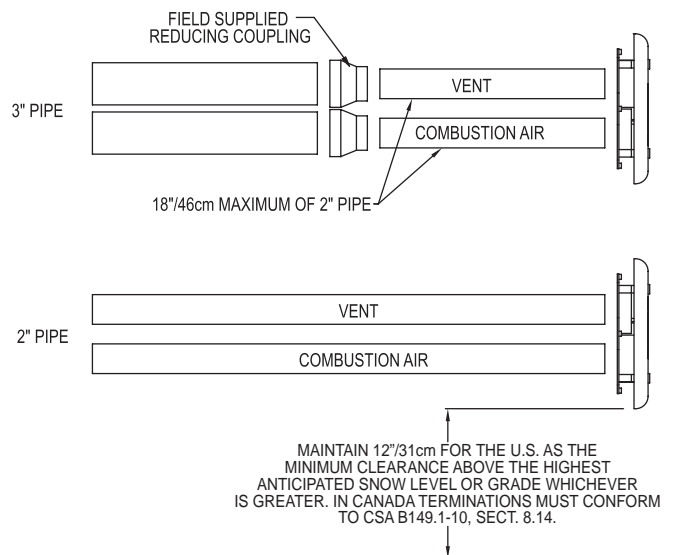 FIELD SUPPLIED
REDUCING COUPLING
3" PIPE
VENT
COMBUSTION AIR
18"/46cm MAXIMUM OF 2" PIPE
2" PIPE
VENT
COMBUSTION AIR
MAINTAIN 12”/31cm FOR THE U.S. AS THE
MINIMUM CLEARANCE ABOVE THE HIGHEST
ANTICIPATED SNOW LEVEL OR GRADE WHICHEVER
IS GREATER. IN CANADA TERMINATIONS MUST CONFORM
TO CSA B149.1-10, SECT. 8.14.